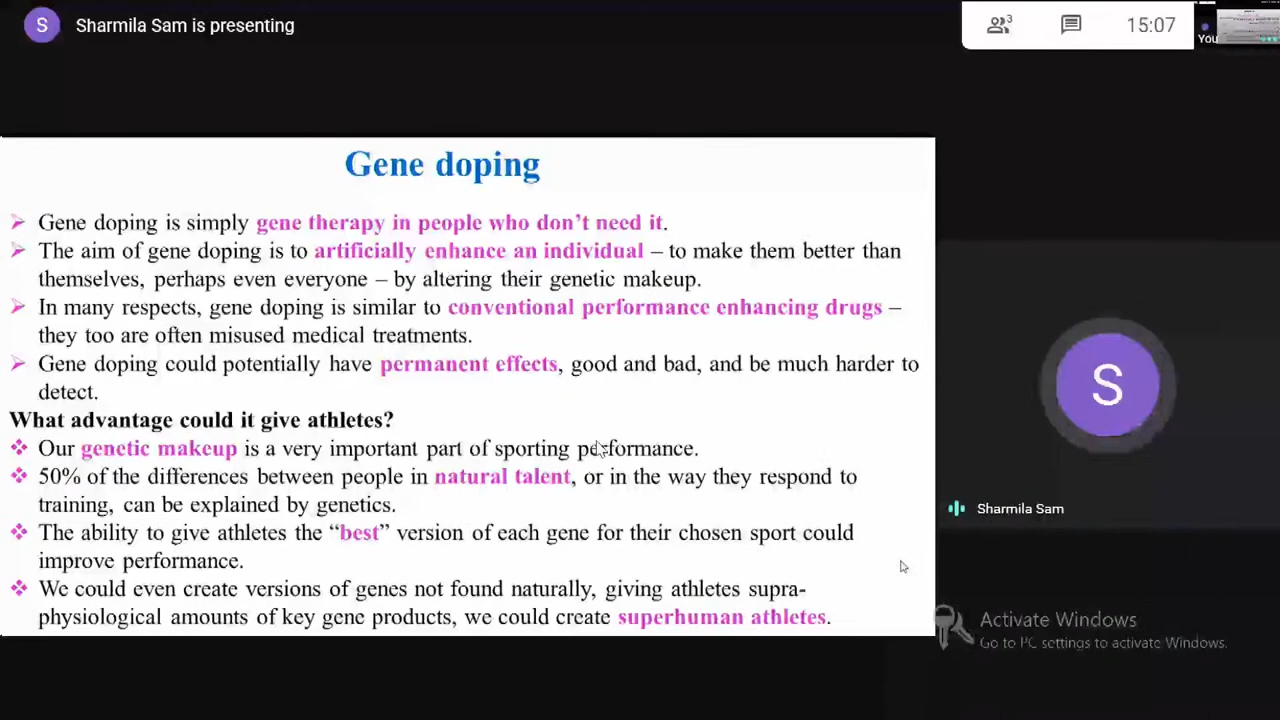 S
Sharmila Sam is presenting
3
15:07
You
Gene doping
➢ Gene doping is simply gene therapy in people who don’t need it.
➢ The aim of gene doping is to artificially enhance an individual – to make them better than
themselves, perhaps even everyone – by altering their genetic makeup.
➢ In many respects, gene doping is similar to conventional performance enhancing drugs –
they too are often misused medical treatments.
➢ Gene doping could potentially have permanent effects, good and bad, and be much harder to
detect.
What advantage could it give athletes?
❖ Our genetic makeup is a very important part of sporting performance.
❖ 50% of the differences between people in natural talent, or in the way they respond to
training, can be explained by genetics.
❖ The ability to give athletes the “best” version of each gene for their chosen sport could
improve performance.
❖ We could even create versions of genes not found naturally, giving athletes supra-
physiological amounts of key gene products, we could create superhuman athletes.
S
Sharmila Sam
Activate Windows
Go to PC settings to activate Windows.